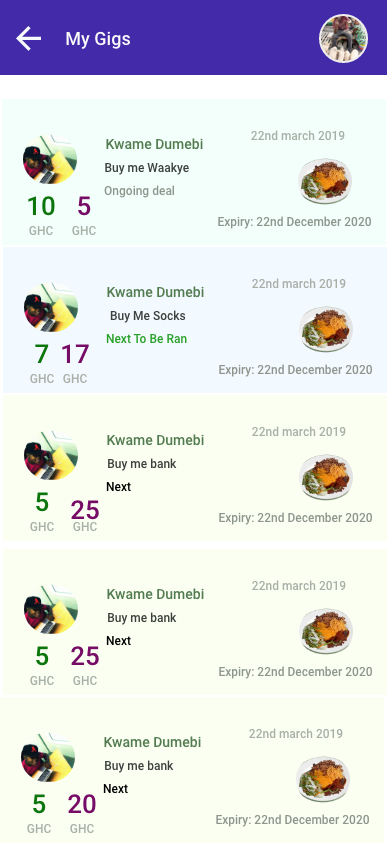 My Gigs
22nd march 2019
Kwame Dumebi
Buy me Waakye
Ongoing deal
10 5
GHC GHC
Expiry: 22nd December 2020
22nd march 2019
Kwame Dumebi
Buy Me Socks
Next To Be Ran
7 17
GHC GHC
Expiry: 22nd December 2020
22nd march 2019
Kwame Dumebi
Buy me bank
Next
5 25
GHC GHC
Expiry: 22nd December 2020
22nd march 2019
Kwame Dumebi
Buy me bank
Next
5 25
GHC GHC
Expiry: 22nd December 2020
22nd march 2019
Kwame Dumebi
Buy me bank
Next
5 20
GHC GHC
Expiry: 22nd December 2020